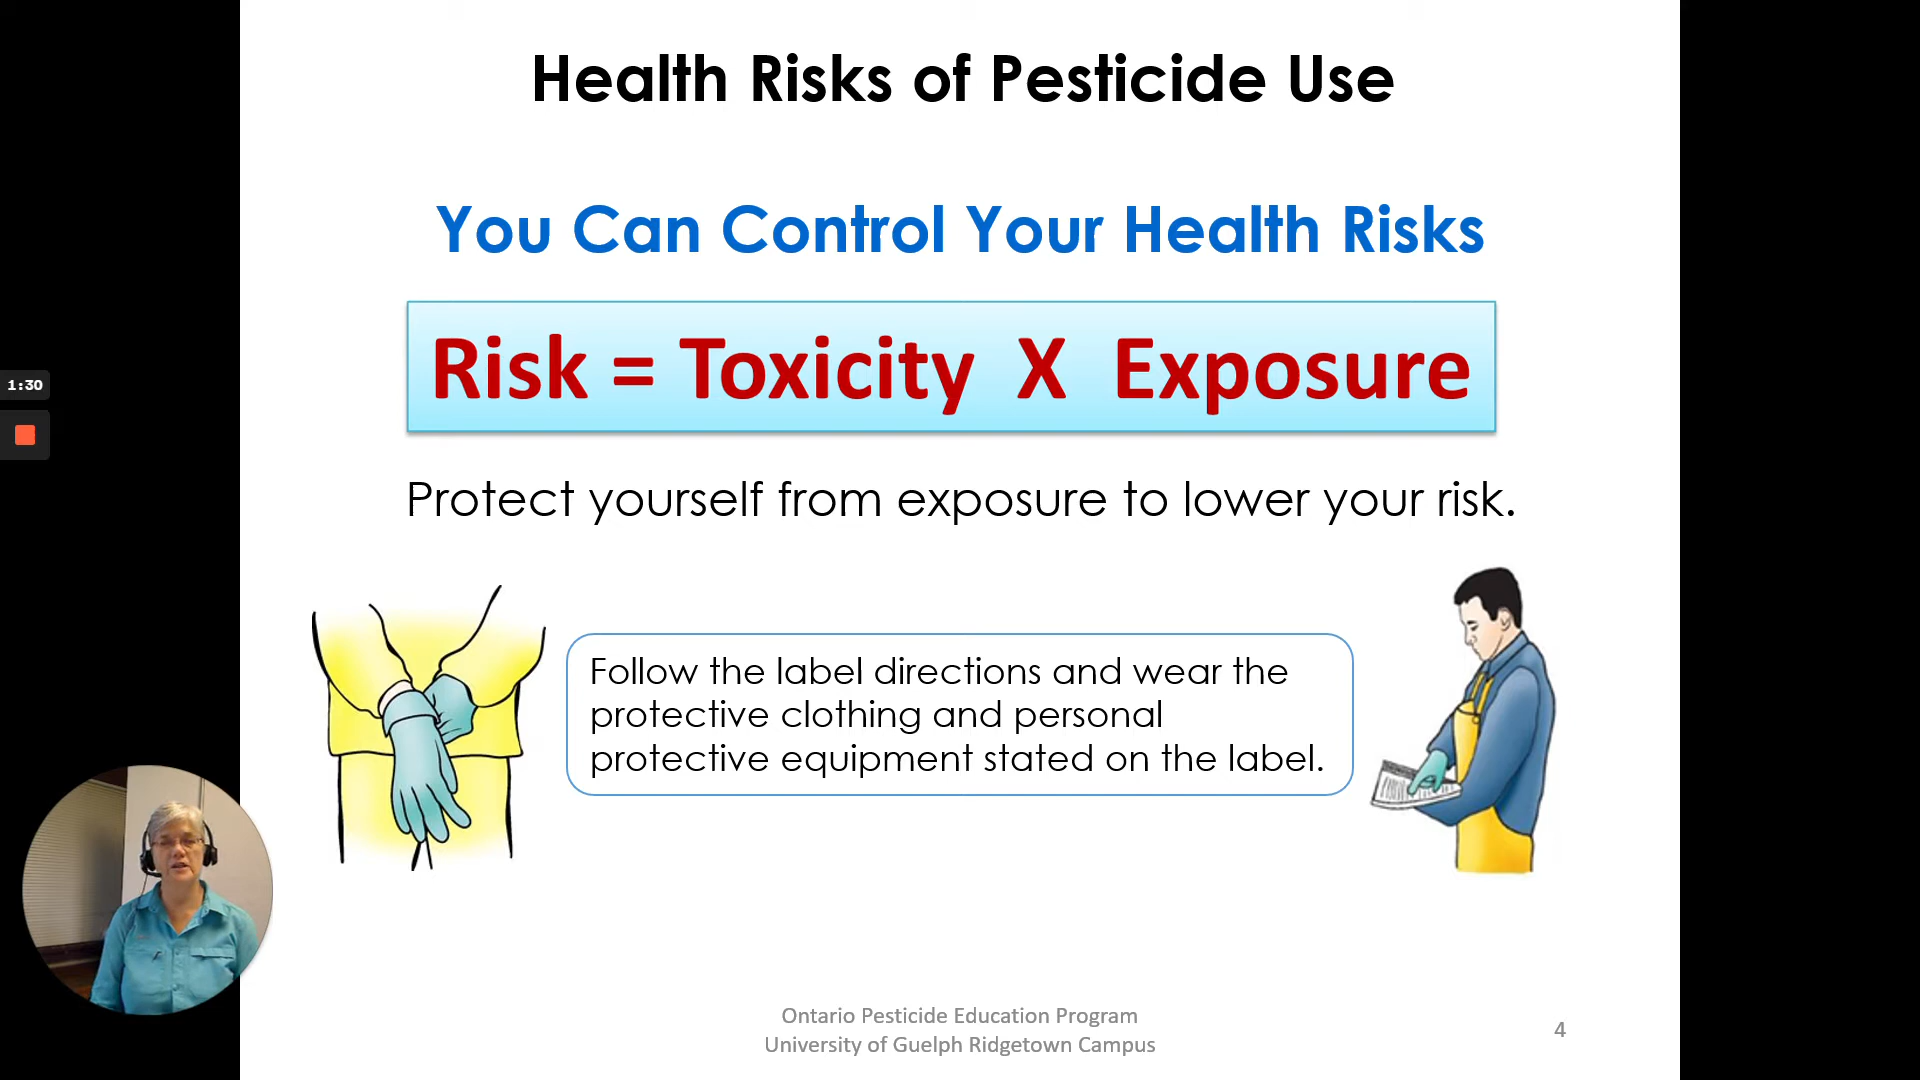 Health Risks of Pesticide Use
You Can Control Your Health Risks
Risk = Toxicity X Exposure
1:30
Protect yourself from exposure to lower your risk.
Follow the label directions and wear the
protective clothing and personal
protective equipment stated on the label.
Ontario Pesticide Education Program
University of Guelph Ridgetown Campus
4